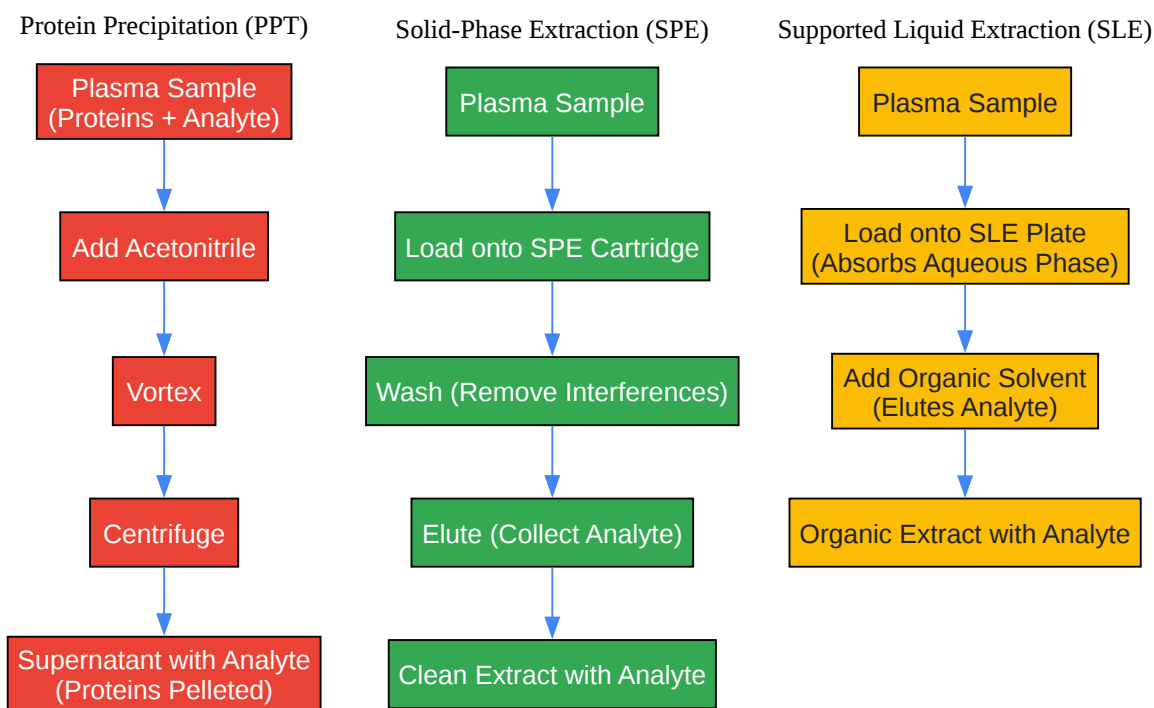 Protein Precipitation (PPT)
Plasma Sample
(Proteins + Analyte)
Add Acetonitrile
Vortex
Centrifuge
Supernatant with Analyte
(Proteins Pelleted)
Solid-Phase Extraction (SPE)
Plasma Sample
Load onto SPE Cartridge
Wash (Remove Interferences)
Elute (Collect Analyte)
Clean Extract with Analyte
Supported Liquid Extraction (SLE)
Plasma Sample
Load onto SLE Plate
(Absorbs Aqueous Phase)
Add Organic Solvent
(Elutes Analyte)
Organic Extract with Analyte